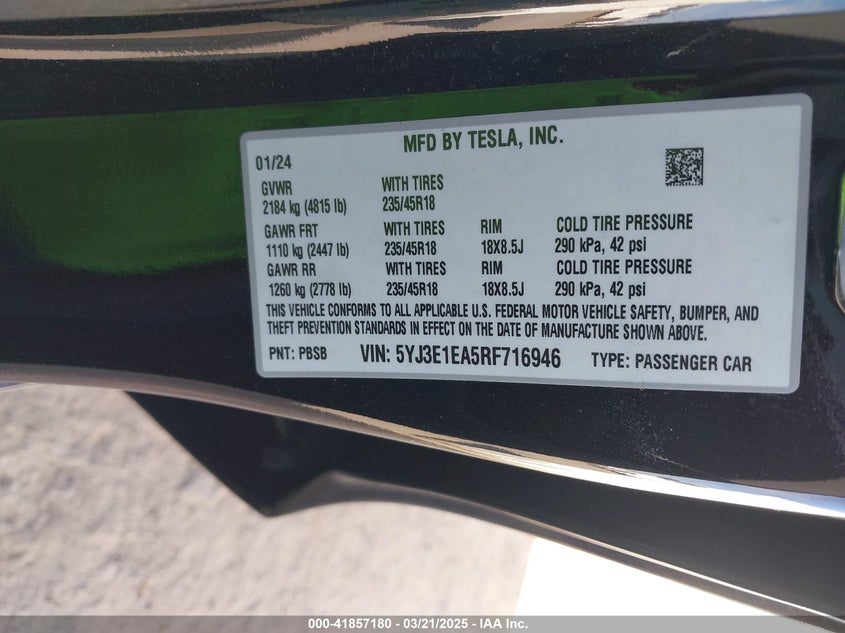 MFD BY TESLA, INC.
01/24
GVWR WITH TIRES
2184 kg (4815 lb) 235/45R18
GAWR FRT WITH TIRES RIM COLD TIRE PRESSURE
1110 kg (2447 lb) 235/45R18 18X8.5J 290 kPa, 42 psi
GAWR RR WITH TIRES RIM COLD TIRE PRESSURE
1260 kg (2778 lb) 235/45R18 18X8.5J 290 kPa, 42 psi
THIS VEHICLE CONFORMS TO ALL APPLICABLE U.S. FEDERAL MOTOR VEHICLE SAFETY, BUMPER, AND
THEFT PREVENTION STANDARDS IN EFFECT ON THE DATE OF MANUFACTURE SHOWN ABOVE.
PNT: PBSB VIN: 5YJ3E1EA5RF716946 TYPE: PASSENGER CAR
000-41857180 - 03/21/2025 - IAA Inc.